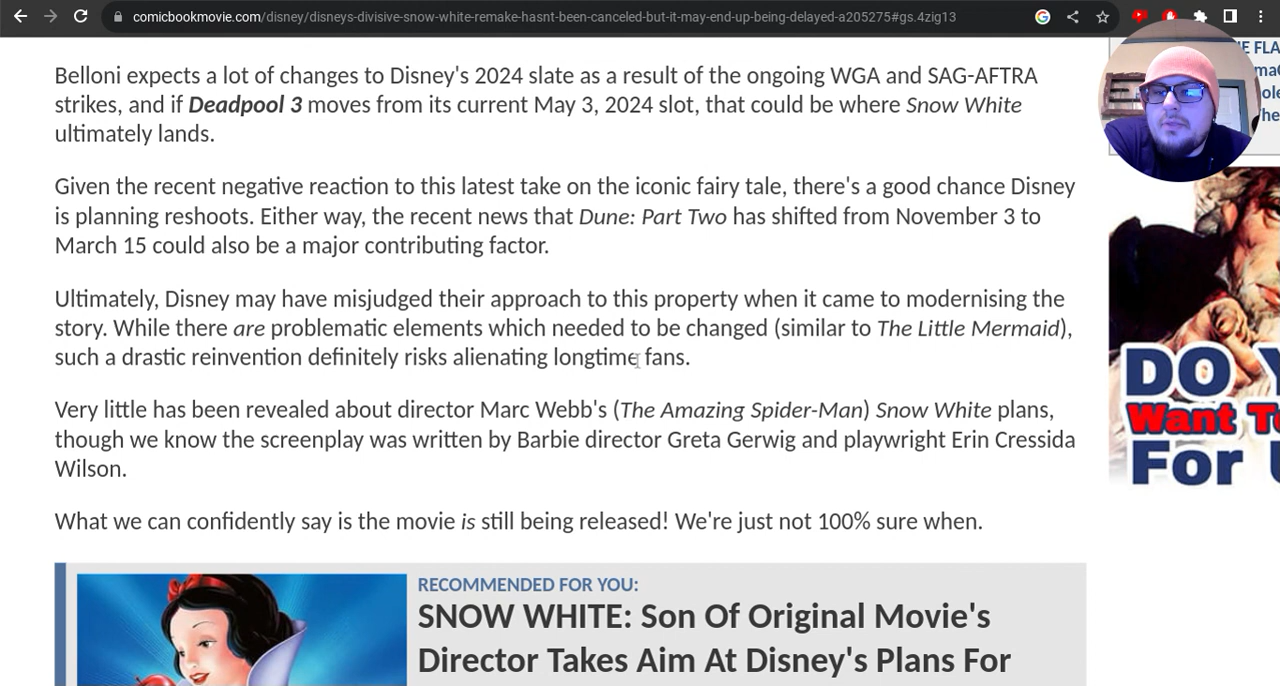 comicbookmovie.com/disney/disneys-divisive-snow-white-remake-hasnt-been-canceled-but-it-may-end-up-being-delayed-a205275#gs.4zig13
Belloni expects a lot of changes to Disney's 2024 slate as a result of the ongoing WGA and SAG-AFTRA
strikes, and if Deadpool 3 moves from its current May 3, 2024 slot, that could be where Snow White
ultimately lands.
Given the recent negative reaction to this latest take on the iconic fairy tale, there's a good chance Disney
is planning reshoots. Either way, the recent news that Dune: Part Two has shifted from November 3 to
March 15 could also be a major contributing factor.
Ultimately, Disney may have misjudged their approach to this property when it came to modernising the
story. While there are problematic elements which needed to be changed (similar to The Little Mermaid),
such a drastic reinvention definitely risks alienating longtime fans.
Very little has been revealed about director Marc Webb's (The Amazing Spider-Man) Snow White plans,
though we know the screenplay was written by Barbie director Greta Gerwig and playwright Erin Cressida
Wilson.
What we can confidently say is the movie is still being released! We're just not 100% sure when.
RECOMMENDED FOR YOU:
SNOW WHITE: Son Of Original Movie's
Director Takes Aim At Disney's Plans For
DO
Want
For